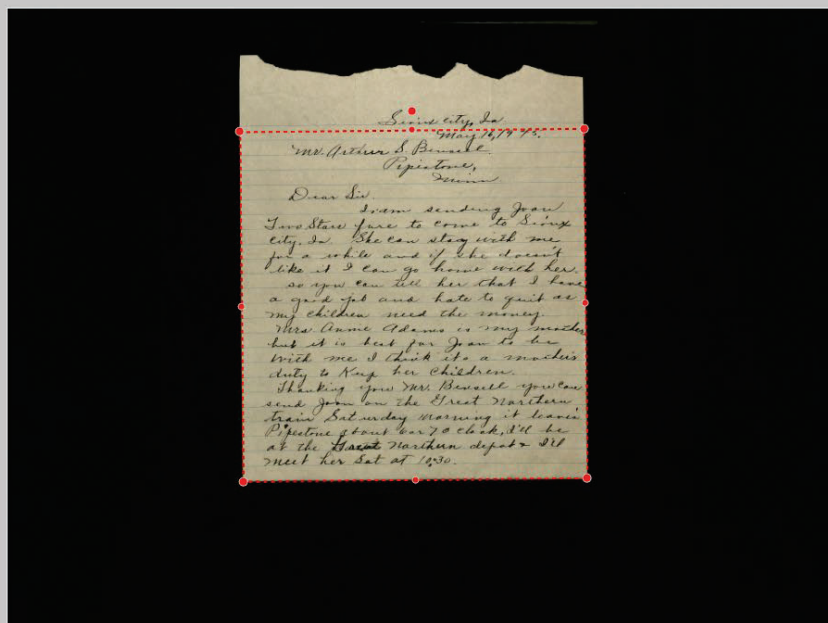 Sioux City, Ia
May 16, 19
Mr. Arthur S. Bensell
Pipestone,
Minn
Dear Sir.
I am sending Joan
Two Stars fare to come to Sioux
City, Ia She can stay with me
for a while and if she doesn't
like it I can go home with her,
so you can tell her that I have
a good job and hate to quit as
my children need the money.
Mrs Annie Adams is my mother
but it is best for Joan to be
with me I think its a mothers
duty to Keep her Children.
Thanking you Mr. Bensell you can
send Joan on the Great Northern
train Saturday morning it leaves
Pipestone about 6 or 7 O Clock, I'll be
at the Great Northern depot & I'll
meet her Sat at 10:30.